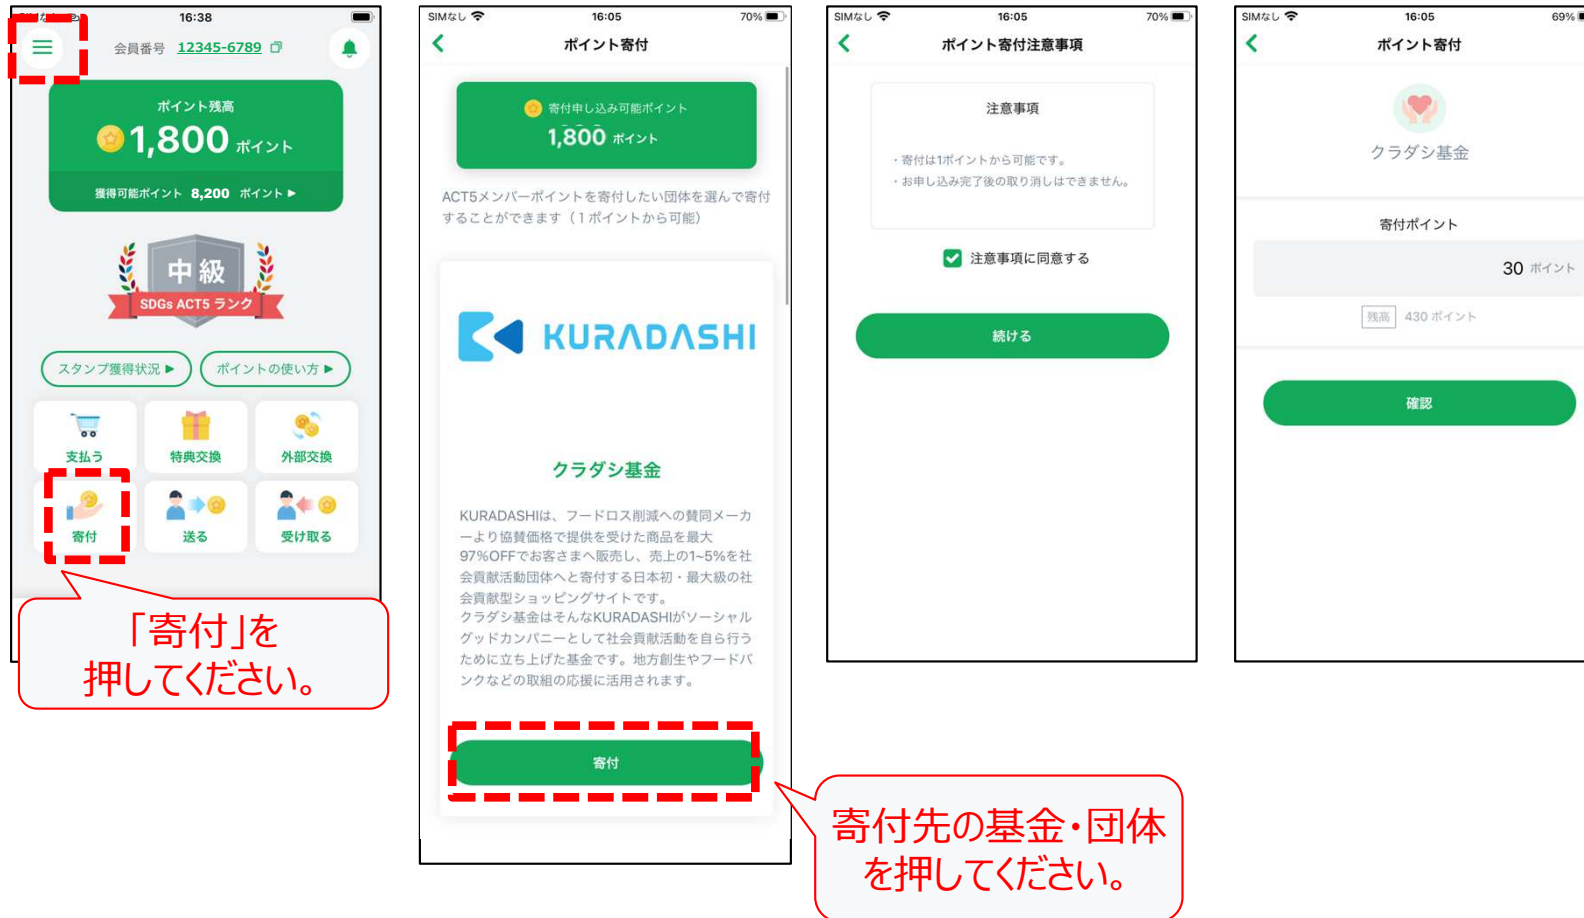 16:38
会員番号 12345-6789
ポイント残高
1,800 ポイント
獲得可能ポイント 8,200 ポイント▶
中級
SDGs ACT5 ランク
スタンプ獲得状況 ▶
ポイントの使い方 ▶
支払う
特典交換
外部交換
寄付
送る
受け取る
「寄付」を
押してください。
SIMなし 16:05 70%
ポイント寄付
寄付申し込み可能ポイント
1,800 ポイント
ACT5メンバーポイントを寄付したい団体を選んで寄付
することができます（1ポイントから可能）
KURADASHI
クラダシ基金
KURADASHIは、フードロス削減への賛同メーカ
ーより協賛価格で提供を受けた商品を最大
97%OFFでお客さまへ販売し、売上の1~5%を社
会貢献活動団体へと寄付する日本初・最大級の社
会貢献型ショッピングサイトです。
クラダシ基金はそんなKURADASHIがソーシャル
グッドカンパニーとして社会貢献活動を自ら行う
ために立ち上げた基金です。地方創生やフードバ
ンクなどの取組の応援に活用されます。
寄付
寄付先の基金・団体
を押してください。
SIMなし 16:05 70%
ポイント寄付注意事項
注意事項
・寄付は1ポイントから可能です。
・お申し込み完了後の取り消しはできません。
注意事項に同意する
続ける
SIMなし 16:05 69%
ポイント寄付
クラダシ基金
寄付ポイント
30 ポイント
残高 430 ポイント
確認